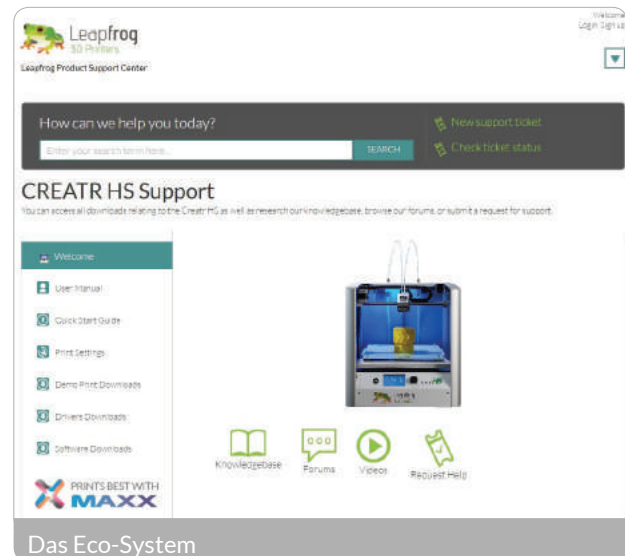 Welcome
Login Sign up
Leapfrog
3D Printers
Leapfrog Product Support Center
How can we help you today?
Enter your search term here...
SEARCH
New support ticket
Check ticket status
CREATR HS Support
You can access all downloads relating to the Creatr HS as well as research our knowledgebase, browse our forums, or submit a request for support.
Welcome
User Manual
Quick Start Guide
Print Settings
Demo Print Downloads
Drivers Downloads
Software Downloads
PRINTS BEST WITH
MAXX
Knowledgebase
Forums
Videos
Request Help
Das Eco-System